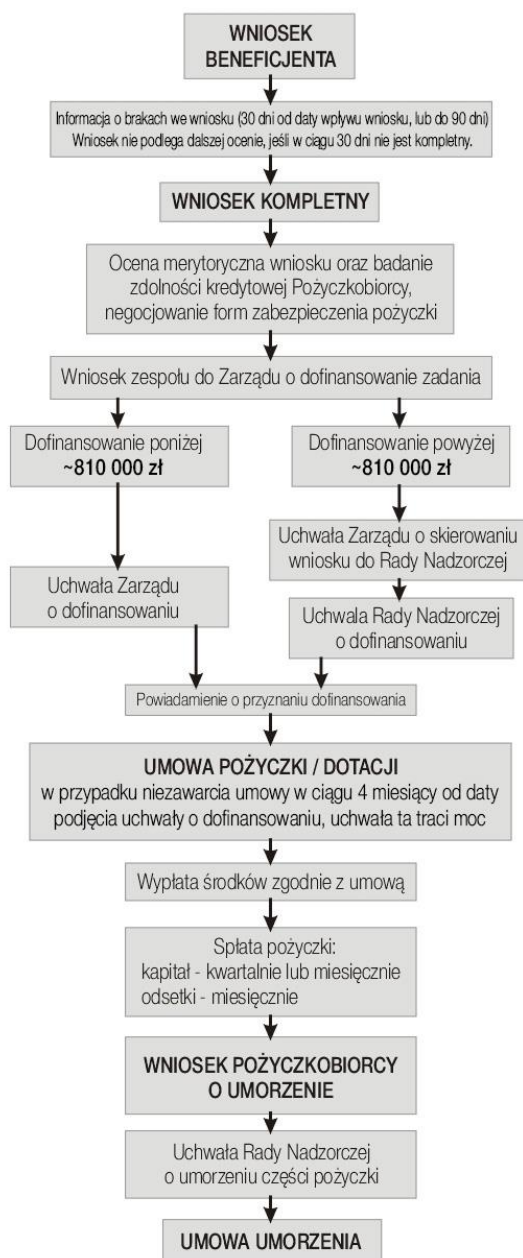 WNIOSEK
BENEFICJENTA
Informacja o brakach we wniosku (30 dni od daty wpływu wniosku, lub do 90 dni)
Wniosek nie podlega dalszej ocenie, jeśli w ciągu 30 dni nie jest kompletny.
WNIOSEK KOMPLETNY
Ocena merytoryczna wniosku oraz badanie
zdolności kredytowej Pożyczkobiorcy,
negocjowanie form zabezpieczenia pożyczki
Wniosek zespołu do Zarządu o dofinansowanie zadania
Dofinansowanie poniżej
~810 000 zł
Dofinansowanie powyżej
~810 000 zł
Uchwała Zarządu o skierowaniu
wniosku do Rady Nadzorczej
Uchwała Zarządu
o dofinansowaniu
Uchwala Rady Nadzorczej
o dofinansowaniu
Powiadamienie o przyznaniu dofinansowania
UMOWA POŻYCZKI / DOTACJI
w przypadku niezawarcia umowy w ciągu 4 miesięcy od daty
podjęcia uchwały o dofinansowaniu, uchwała ta traci moc
Wypłata środków zgodnie z umową
Spłata pożyczki:
kapitał - kwartalnie lub miesięcznie
odsetki - miesięcznie
WNIOSEK POŻYCZKOBIORCY
O UMORZENIE
Uchwała Rady Nadzorczej
o umorzeniu części pożyczki
UMOWA UMORZENIA